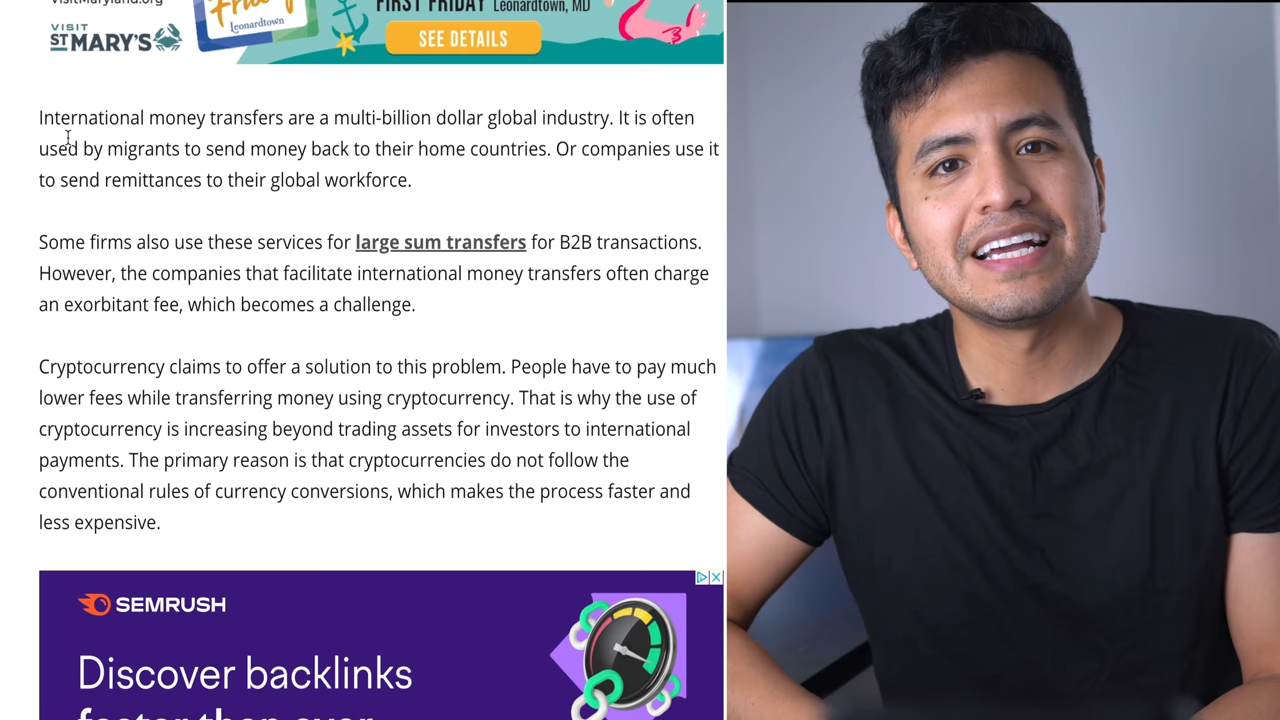 VISIT
ST MARY'S
Leonardtown
FIRST FRIDAY Leonardtown, MD
SEE DETAILS
International money transfers are a multi-billion dollar global industry. It is often
used by migrants to send money back to their home countries. Or companies use it
to send remittances to their global workforce.
Some firms also use these services for large sum transfers for B2B transactions.
However, the companies that facilitate international money transfers often charge
an exorbitant fee, which becomes a challenge.
Cryptocurrency claims to offer a solution to this problem. People have to pay much
lower fees while transferring money using cryptocurrency. That is why the use of
cryptocurrency is increasing beyond trading assets for investors to international
payments. The primary reason is that cryptocurrencies do not follow the
conventional rules of currency conversions, which makes the process faster and
less expensive.
SEMRUSH
Discover backlinks
faster than ever